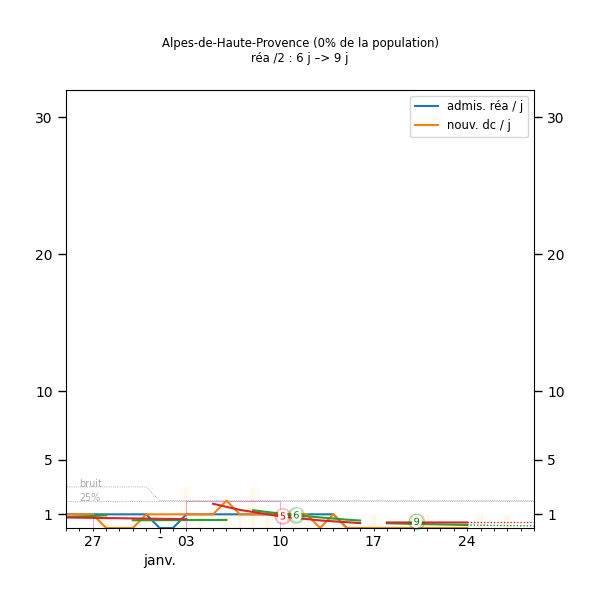 Alpes-de-Haute-Provence (0% de la population)
réa /2 : 6 j –> 9 j
admis. réa / j
nouv. dc / j
30 30
20 20
10 10
5 5
bruit
25%
1 1
5 6 9
27 - 03 10 17 24
janv.